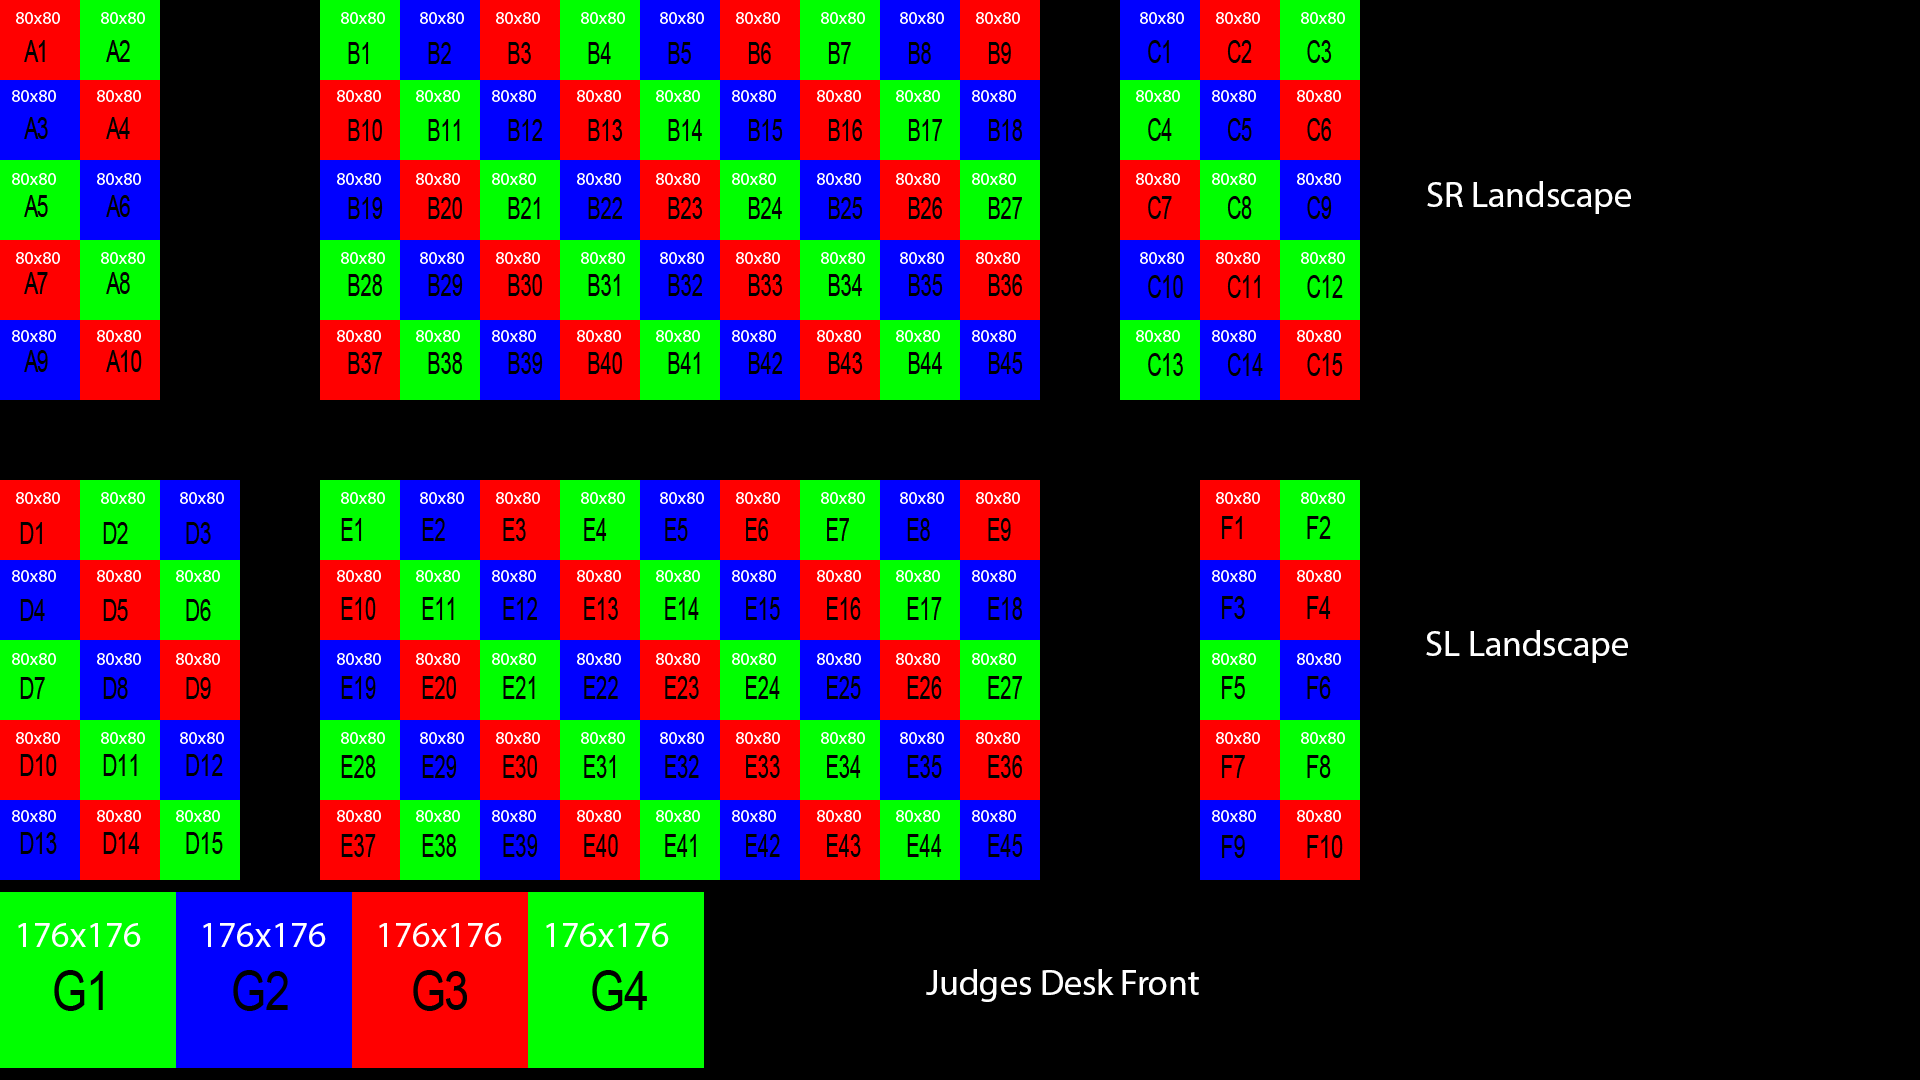 80x80 80x80 80x80 80x80 80x80 80x80 80x80 80x80 80x80 80x80 80x80 80x80 80x80 80x80
A1 A2 B1 B2 B3 B4 B5 B6 B7 B8 B9 C1 C2 C3
80x80 80x80 80x80 80x80 80x80 80x80 80x80 80x80 80x80 80x80 80x80 80x80 80x80 80x80
A3 A4 B10 B11 B12 B13 B14 B15 B16 B17 B18 C4 C5 C6
80x80 80x80 80x80 80x80 80x80 80x80 80x80 80x80 80x80 80x80 80x80 80x80 80x80 80x80
A5 A6 B19 B20 B21 B22 B23 B24 B25 B26 B27 C7 C8 C9
SR Landscape
80x80 80x80 80x80 80x80 80x80 80x80 80x80 80x80 80x80 80x80 80x80 80x80 80x80 80x80
A7 A8 B28 B29 B30 B31 B32 B33 B34 B35 B36 C10 C11 C12
80x80 80x80 80x80 80x80 80x80 80x80 80x80 80x80 80x80 80x80 80x80 80x80 80x80 80x80
A9 A10 B37 B38 B39 B40 B41 B42 B43 B44 B45 C13 C14 C15
80x80 80x80 80x80 80x80 80x80 80x80 80x80 80x80 80x80 80x80 80x80 80x80 80x80 80x80
D1 D2 D3 E1 E2 E3 E4 E5 E6 E7 E8 E9 F1 F2
80x80 80x80 80x80 80x80 80x80 80x80 80x80 80x80 80x80 80x80 80x80 80x80 80x80 80x80
D4 D5 D6 E10 E11 E12 E13 E14 E15 E16 E17 E18 F3 F4
SL Landscape
80x80 80x80 80x80 80x80 80x80 80x80 80x80 80x80 80x80 80x80 80x80 80x80 80x80 80x80
D7 D8 D9 E19 E20 E21 E22 E23 E24 E25 E26 E27 F5 F6
80x80 80x80 80x80 80x80 80x80 80x80 80x80 80x80 80x80 80x80 80x80 80x80 80x80 80x80
D10 D11 D12 E28 E29 E30 E31 E32 E33 E34 E35 E36 F7 F8
80x80 80x80 80x80 80x80 80x80 80x80 80x80 80x80 80x80 80x80 80x80 80x80 80x80 80x80
D13 D14 D15 E37 E38 E39 E40 E41 E42 E43 E44 E45 F9 F10
176x176 176x176 176x176 176x176
G1 G2 G3 G4
Judges Desk Front